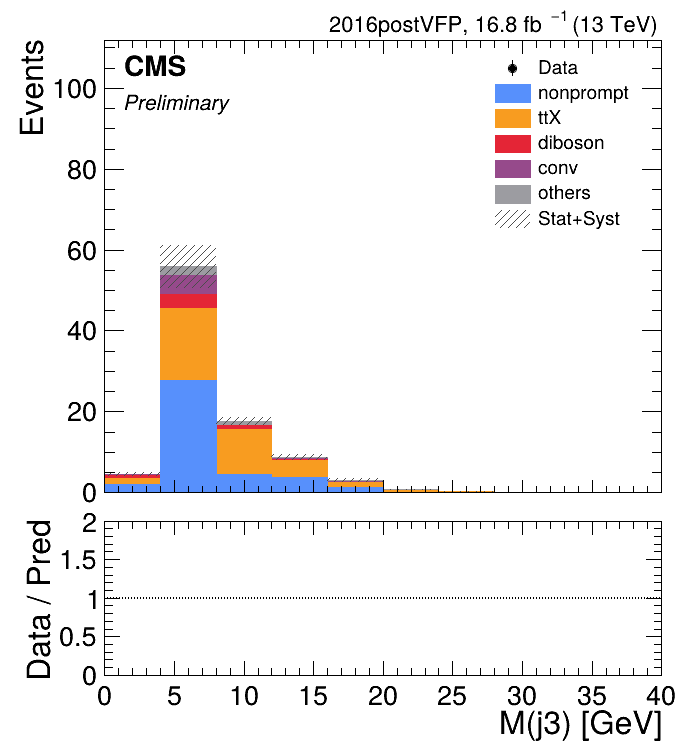 2016postVFP, 16.8 fb⁻¹ (13 TeV)
Events
100
80
60
40
20
0
CMS
Preliminary
Data
nonprompt
ttX
diboson
conv
others
Stat+Syst
Data / Pred
2
1.5
1
0.5
0
0 5 10 15 20 25 30 35 40
M(j3) [GeV]